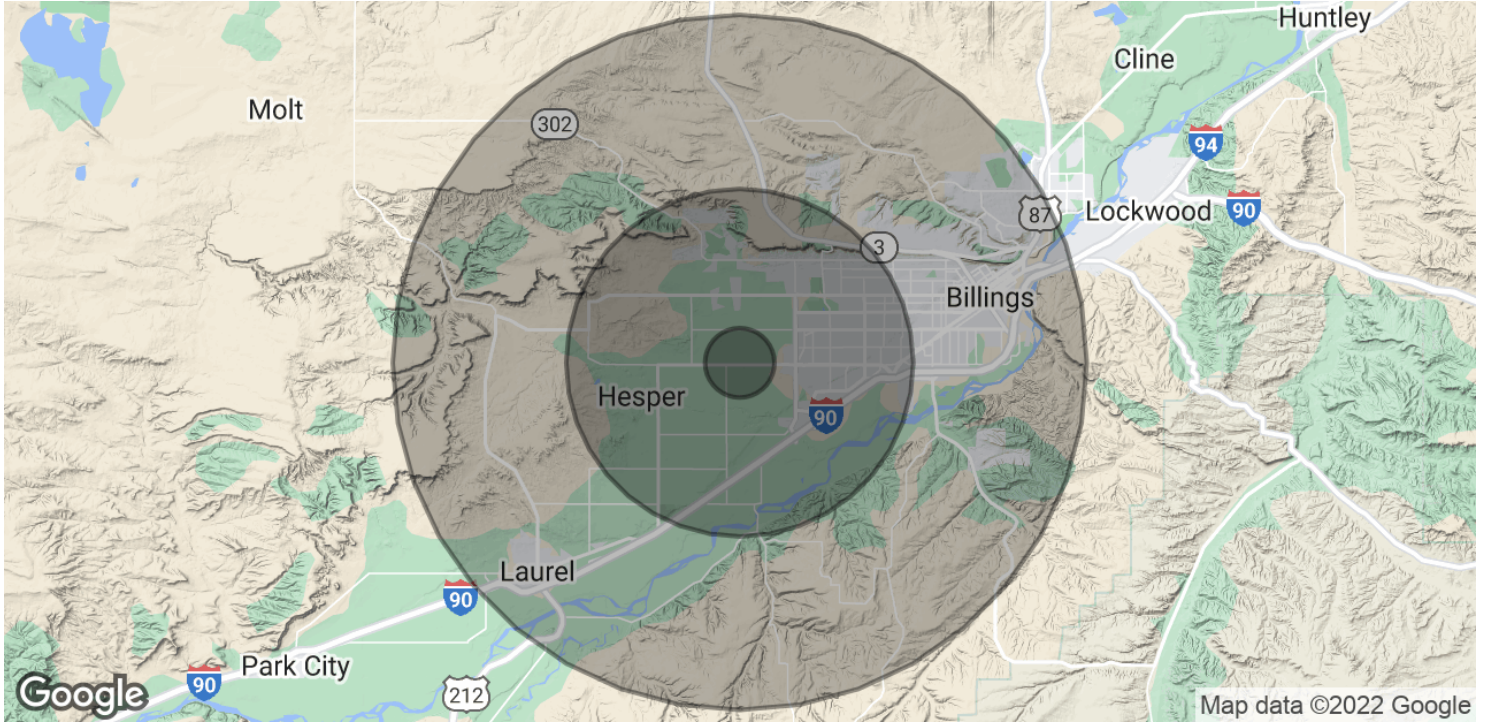 Huntley
Cline
Molt
302
94
87
Lockwood
90
3
Billings
Hesper
90
Laurel
90
Park City
90
212
Google
Map data ©2022 Google